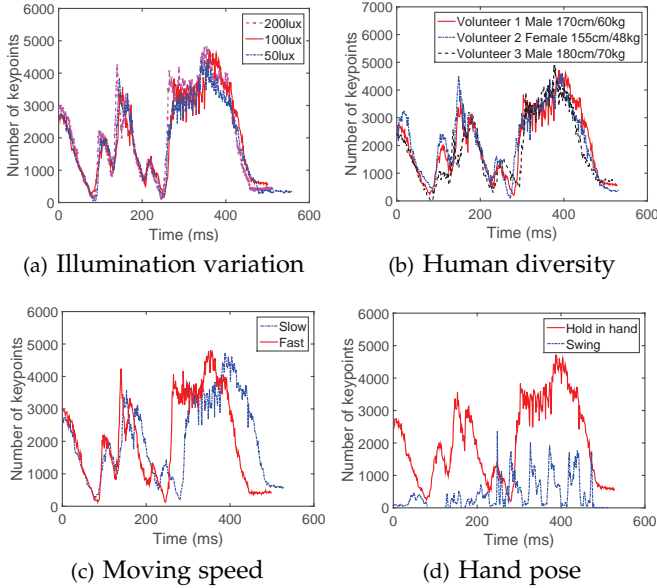 6000
5000
4000
3000
2000
1000
0
0
200
400
600
Number of keypoints
Time (ms)
200lux
100lux
50lux
(a) Illumination variation
7000
6000
5000
4000
3000
2000
1000
0
0
200
400
600
Number of keypoints
Time (ms)
Volunteer 1 Male 170cm/60kg
Volunteer 2 Female 155cm/48kg
Volunteer 3 Male 180cm/70kg
(b) Human diversity
6000
5000
4000
3000
2000
1000
0
0
200
400
600
Number of keypoints
Time (ms)
Slow
Fast
(c) Moving speed
6000
5000
4000
3000
2000
1000
0
0
200
400
600
Number of keypoints
Time (ms)
Hold in hand
Swing
(d) Hand pose